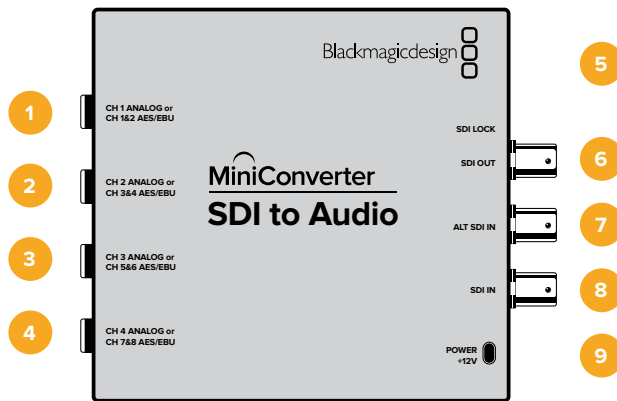 Blackmagicdesign
1
CH 1 ANALOG or
CH 1&2 AES/EBU
2
CH 2 ANALOG or
CH 3&4 AES/EBU
3
CH 3 ANALOG or
CH 5&6 AES/EBU
4
CH 4 ANALOG or
CH 7&8 AES/EBU
MiniConverter
SDI to Audio
5
SDI LOCK
SDI OUT
6
ALT SDI IN
7
SDI IN
8
POWER
+12V
9